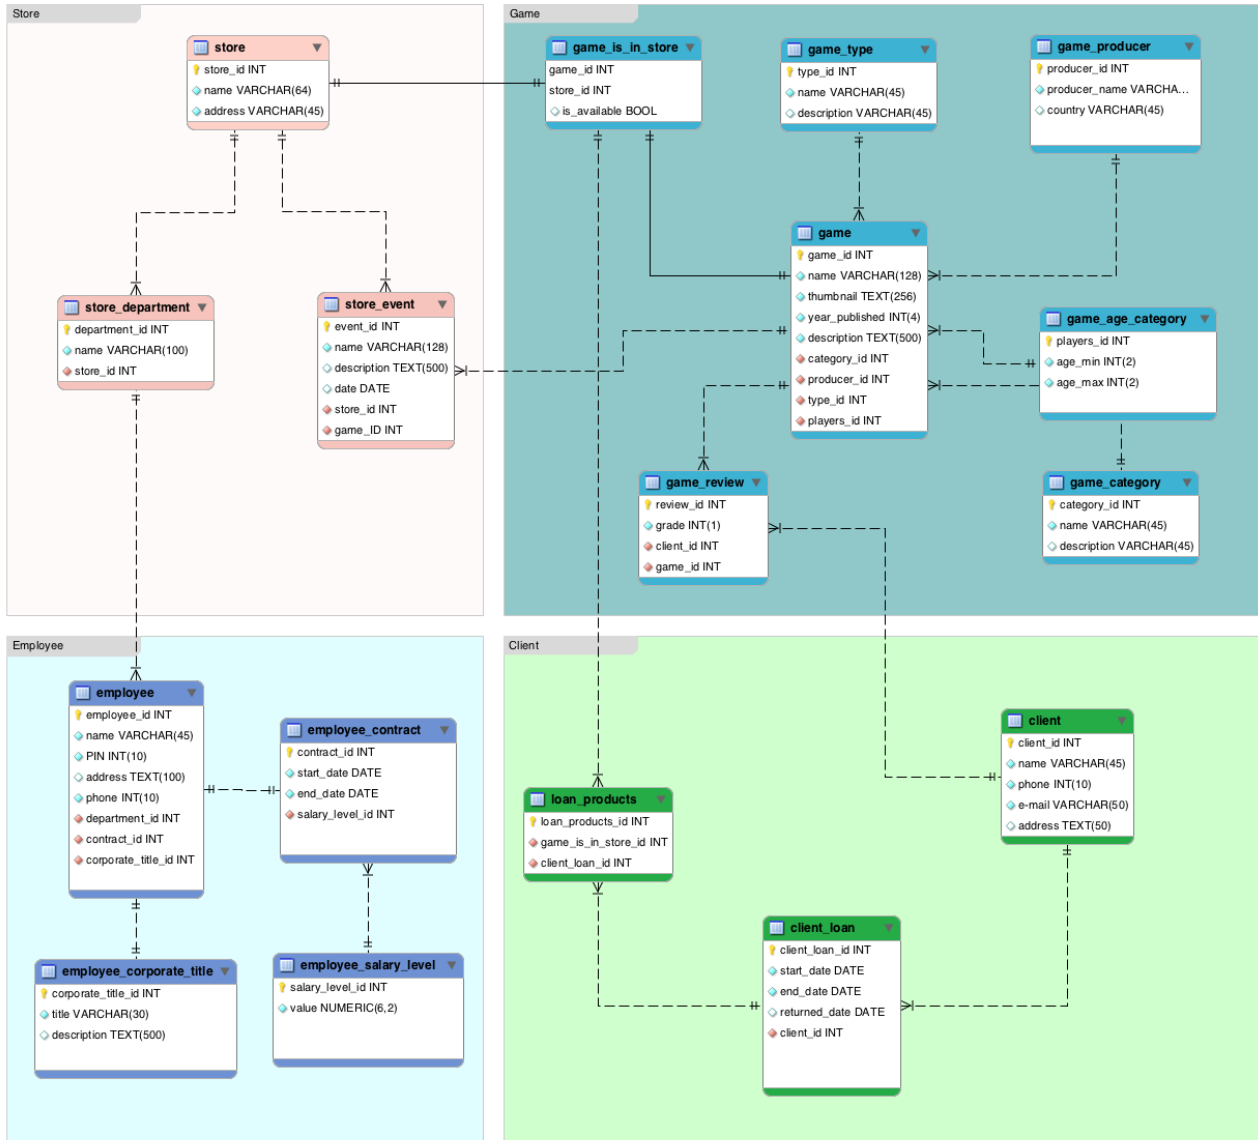 Store
store
store_id INT
name VARCHAR(64)
address VARCHAR(45)
store_department
department_id INT
name VARCHAR(100)
store_id INT
store_event
event_id INT
name VARCHAR(128)
description TEXT(500)
date DATE
store_id INT
game_ID INT
Game
game_is_in_store
game_id INT
store_id INT
is_available BOOL
game_type
type_id INT
name VARCHAR(45)
description VARCHAR(45)
game_producer
producer_id INT
producer_name VARCHA...
country VARCHAR(45)
game
game_id INT
name VARCHAR(128)
thumbnail TEXT(256)
year_published INT(4)
description TEXT(500)
category_id INT
producer_id INT
type_id INT
players_id INT
game_age_category
players_id INT
age_min INT(2)
age_max INT(2)
game_review
review_id INT
grade INT(1)
client_id INT
game_id INT
game_category
category_id INT
name VARCHAR(45)
description VARCHAR(45)
Employee
employee
employee_id INT
name VARCHAR(45)
PIN INT(10)
address TEXT(100)
phone INT(10)
department_id INT
contract_id INT
corporate_title_id INT
employee_contract
contract_id INT
start_date DATE
end_date DATE
salary_level_id INT
employee_corporate_title
corporate_title_id INT
title VARCHAR(30)
description TEXT(500)
employee_salary_level
salary_level_id INT
value NUMERIC(6,2)
Client
client
client_id INT
name VARCHAR(45)
phone INT(10)
e-mail VARCHAR(50)
address TEXT(50)
loan_products
loan_products_id INT
game_is_in_store_id INT
client_loan_id INT
client_loan
client_loan_id INT
start_date DATE
end_date DATE
returned_date DATE
client_id INT